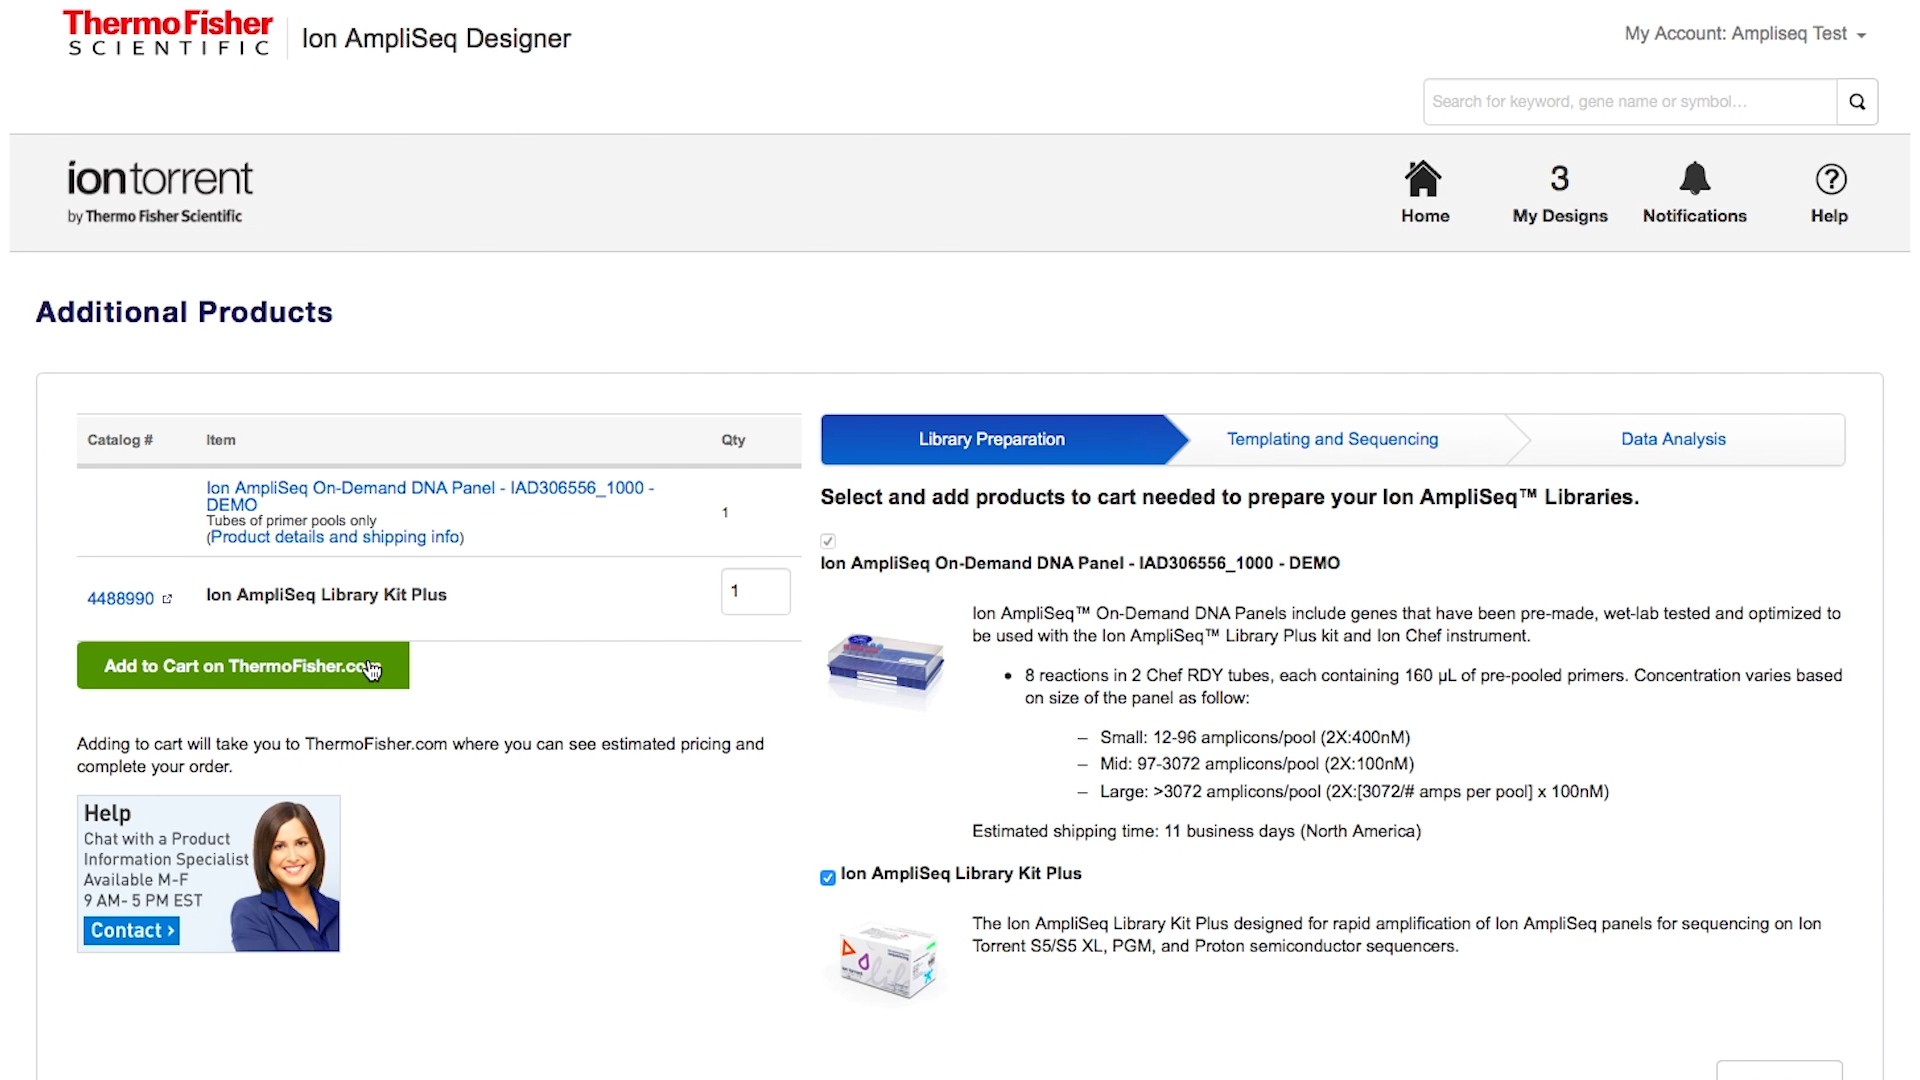 ThermoFisher
SCIENTIFIC
Ion AmpliSeq Designer
My Account: Ampliseq Test
Search for keyword, gene name or symbol...
iontorrent
by Thermo Fisher Scientific
Home
3
My Designs
Notifications
?
Help
Additional Products
Catalog # Item Qty
Ion AmpliSeq On-Demand DNA Panel - IAD306556_1000 -
DEMO
Tubes of primer pools only
(Product details and shipping info)
1
4488990 Ion AmpliSeq Library Kit Plus 1
Add to Cart on ThermoFisher.co
Adding to cart will take you to ThermoFisher.com where you can see estimated pricing and
complete your order.
Help
Chat with a Product
Information Specialist
Available M-F
9 AM- 5 PM EST
Contact ›
Library Preparation
Templating and Sequencing
Data Analysis
Select and add products to cart needed to prepare your Ion AmpliSeq™ Libraries.
Ion AmpliSeq On-Demand DNA Panel - IAD306556_1000 - DEMO
Ion AmpliSeq™ On-Demand DNA Panels include genes that have been pre-made, wet-lab tested and optimized to
be used with the Ion AmpliSeq™ Library Plus kit and Ion Chef instrument.
• 8 reactions in 2 Chef RDY tubes, each containing 160 µL of pre-pooled primers. Concentration varies based
on size of the panel as follow:
– Small: 12-96 amplicons/pool (2X:400nM)
– Mid: 97-3072 amplicons/pool (2X:100nM)
– Large: >3072 amplicons/pool (2X:[3072/# amps per pool] x 100nM)
Estimated shipping time: 11 business days (North America)
Ion AmpliSeq Library Kit Plus
The Ion AmpliSeq Library Kit Plus designed for rapid amplification of Ion AmpliSeq panels for sequencing on Ion
Torrent S5/S5 XL, PGM, and Proton semiconductor sequencers.